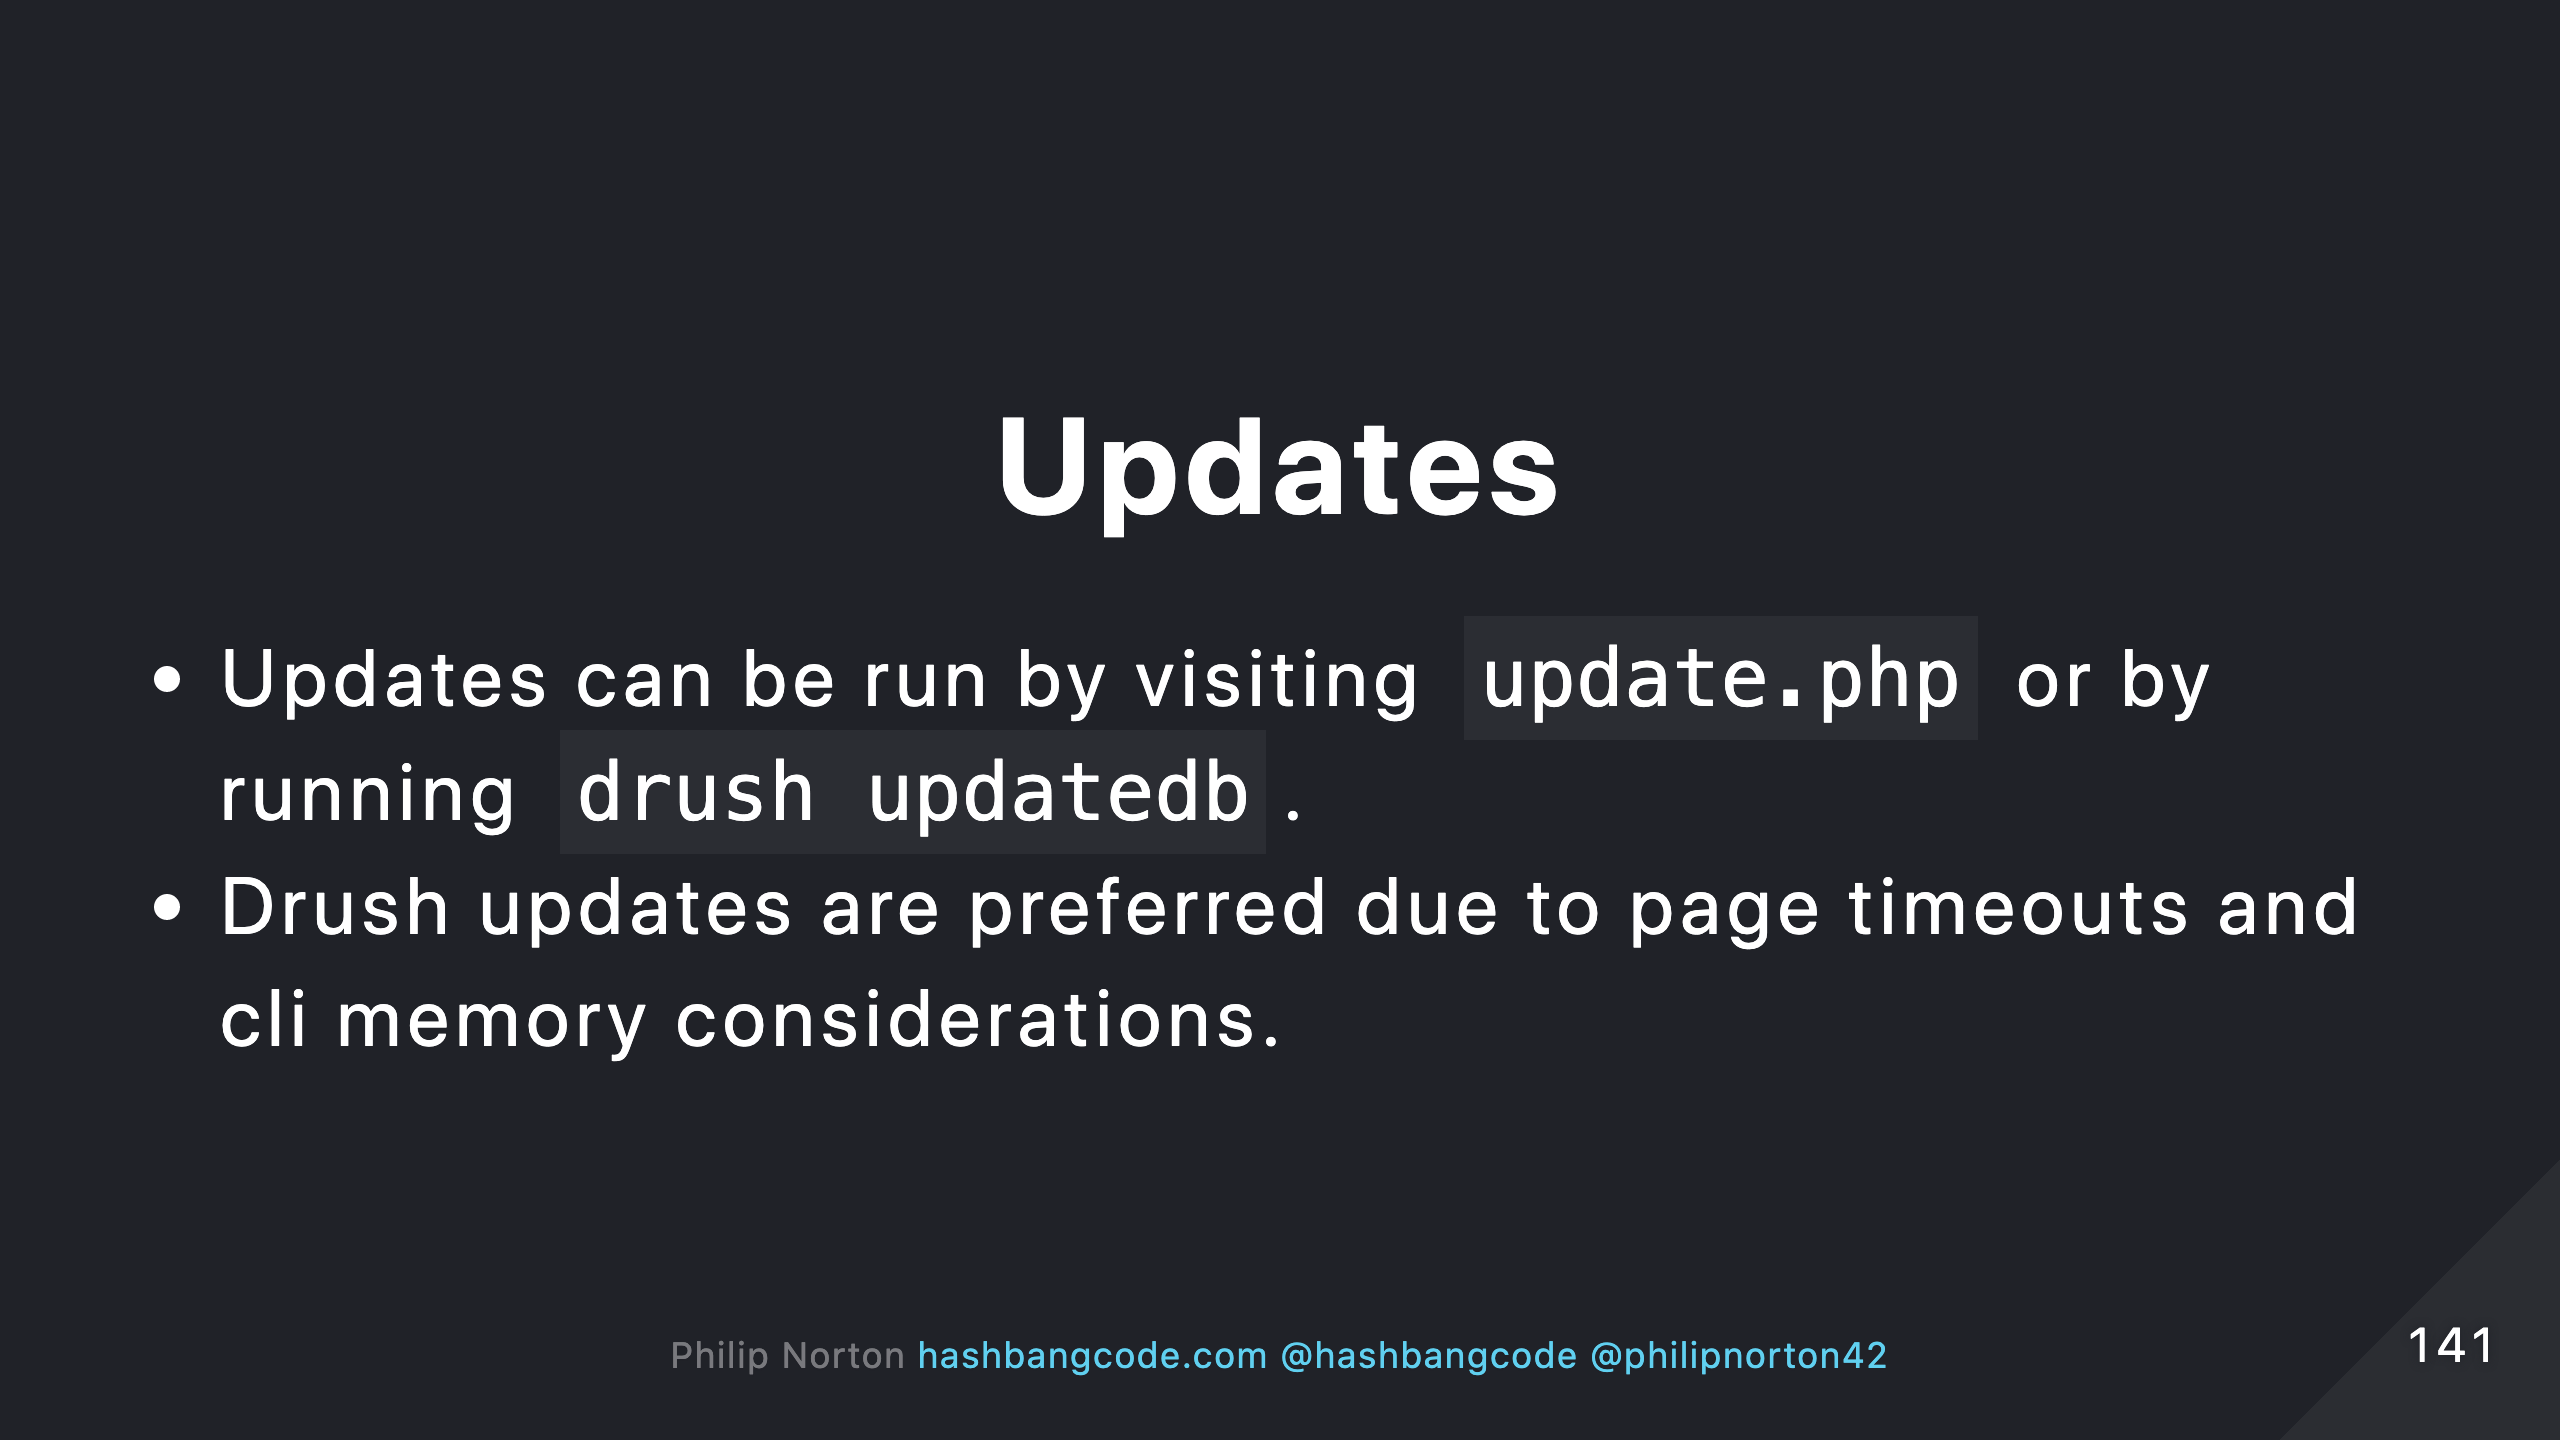 Updates
• Updates can be run by visiting update.php or by
running drush updatedb .
• Drush updates are preferred due to page timeouts and
cli memory considerations.
Philip Norton hashbangcode.com @hashbangcode @philipnorton42
141